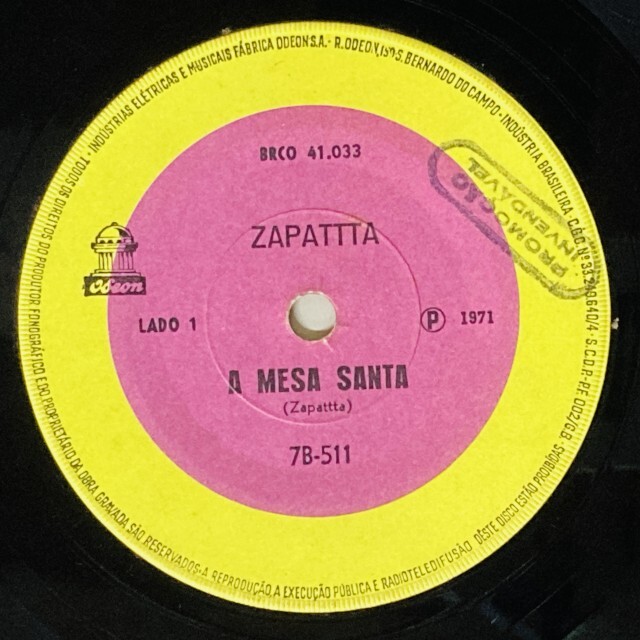 BRCO 41.033
ZAPATTTA
Odeon
LADO 1
P 1971
A MESA SANTA
(Zapattta)
7B-511
PROMOÇÃO
INVENDÁVEL
TODOS OS DIREITOS DO PRODUTOR FONOGRÁFICO E DO PROPRIETÁRIO DA OBRA GRAVADA SÃO RESERVADOS - A REPRODUÇÃO, A EXECUÇÃO PÚBLICA E RADIOTELEDIFUSÃO DÊSTE DISCO ESTÃO PROIBIDAS
INDÚSTRIAS ELÉTRICAS E MUSICAIS FÁBRICA ODEON S.A. - R. ODEON, S. BERNARDO DO CAMPO - INDÚSTRIA BRASILEIRA C.G.C. Nº S.C.D.P.-P.F. 002/G.B.